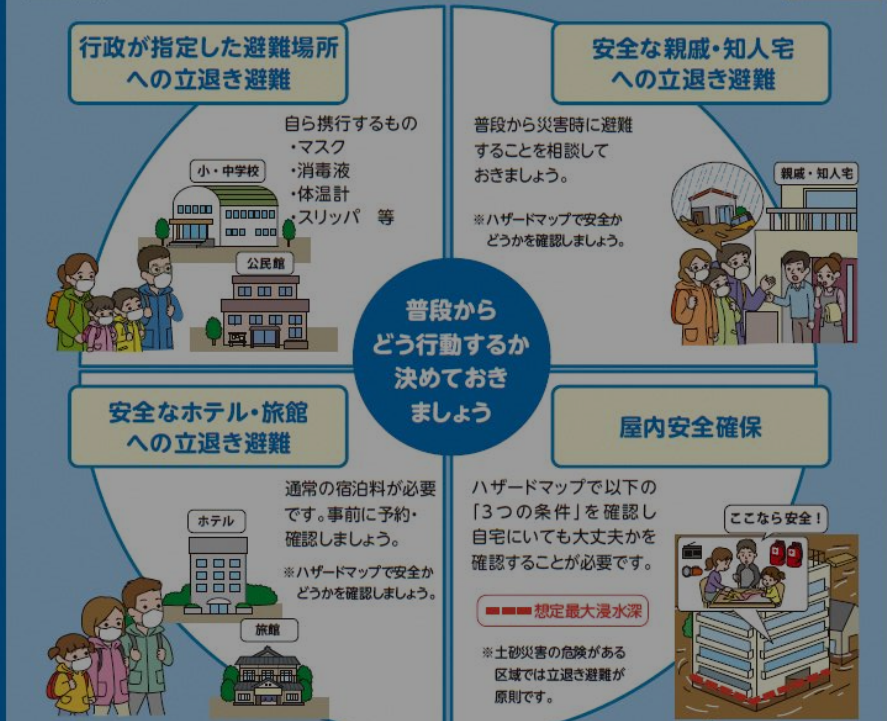 行政が指定した避難場所
への立退き避難
自ら携行するもの
・マスク
・消毒液
・体温計
・スリッパ 等
小・中学校
公民館
安全な親戚・知人宅
への立退き避難
普段から災害時に避難
することを相談して
おきましょう。
※ハザードマップで安全か
どうかを確認しましょう。
親戚・知人宅
普段から
どう行動するか
決めておき
ましょう
安全なホテル・旅館
への立退き避難
通常の宿泊料が必要
です。事前に予約・
確認しましょう。
※ハザードマップで安全か
どうかを確認しましょう。
ホテル
旅館
屋内安全確保
ハザードマップで以下の
「3つの条件」を確認し
自宅にいても大丈夫かを
確認することが必要です。
想定最大浸水深
※土砂災害の危険がある
区域では立退き避難が
原則です。
ここなら安全！